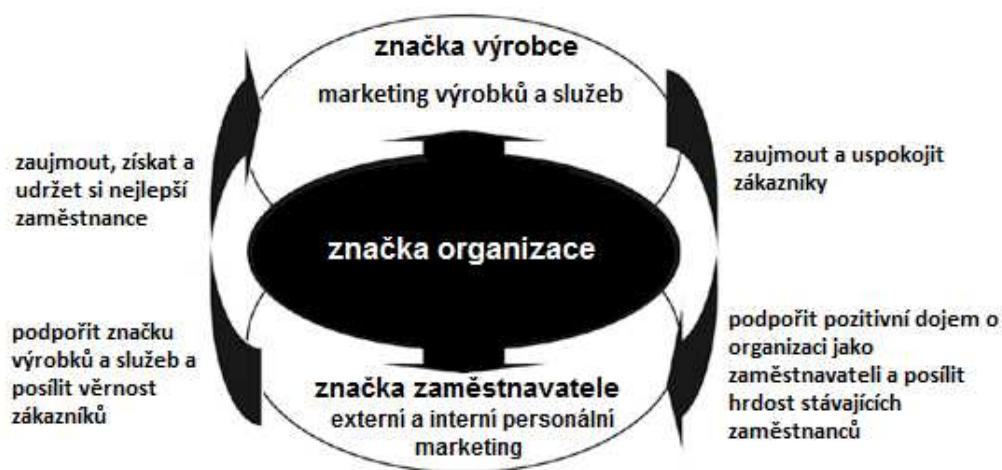 značka výrobce
marketing výrobků a služeb
zaujmout, získat a
udržet si nejlepší
zaměstnance
zaujmout a uspokojit
zákazníky
značka organizace
podpořit značku
výrobků a služeb a
posílit věrnost
zákazníků
podpořit pozitivní dojem o
organizaci jako
zaměstnavateli a posílit
hrdost stávajících
zaměstnanců
značka zaměstnavatele
externí a interní personální
marketing